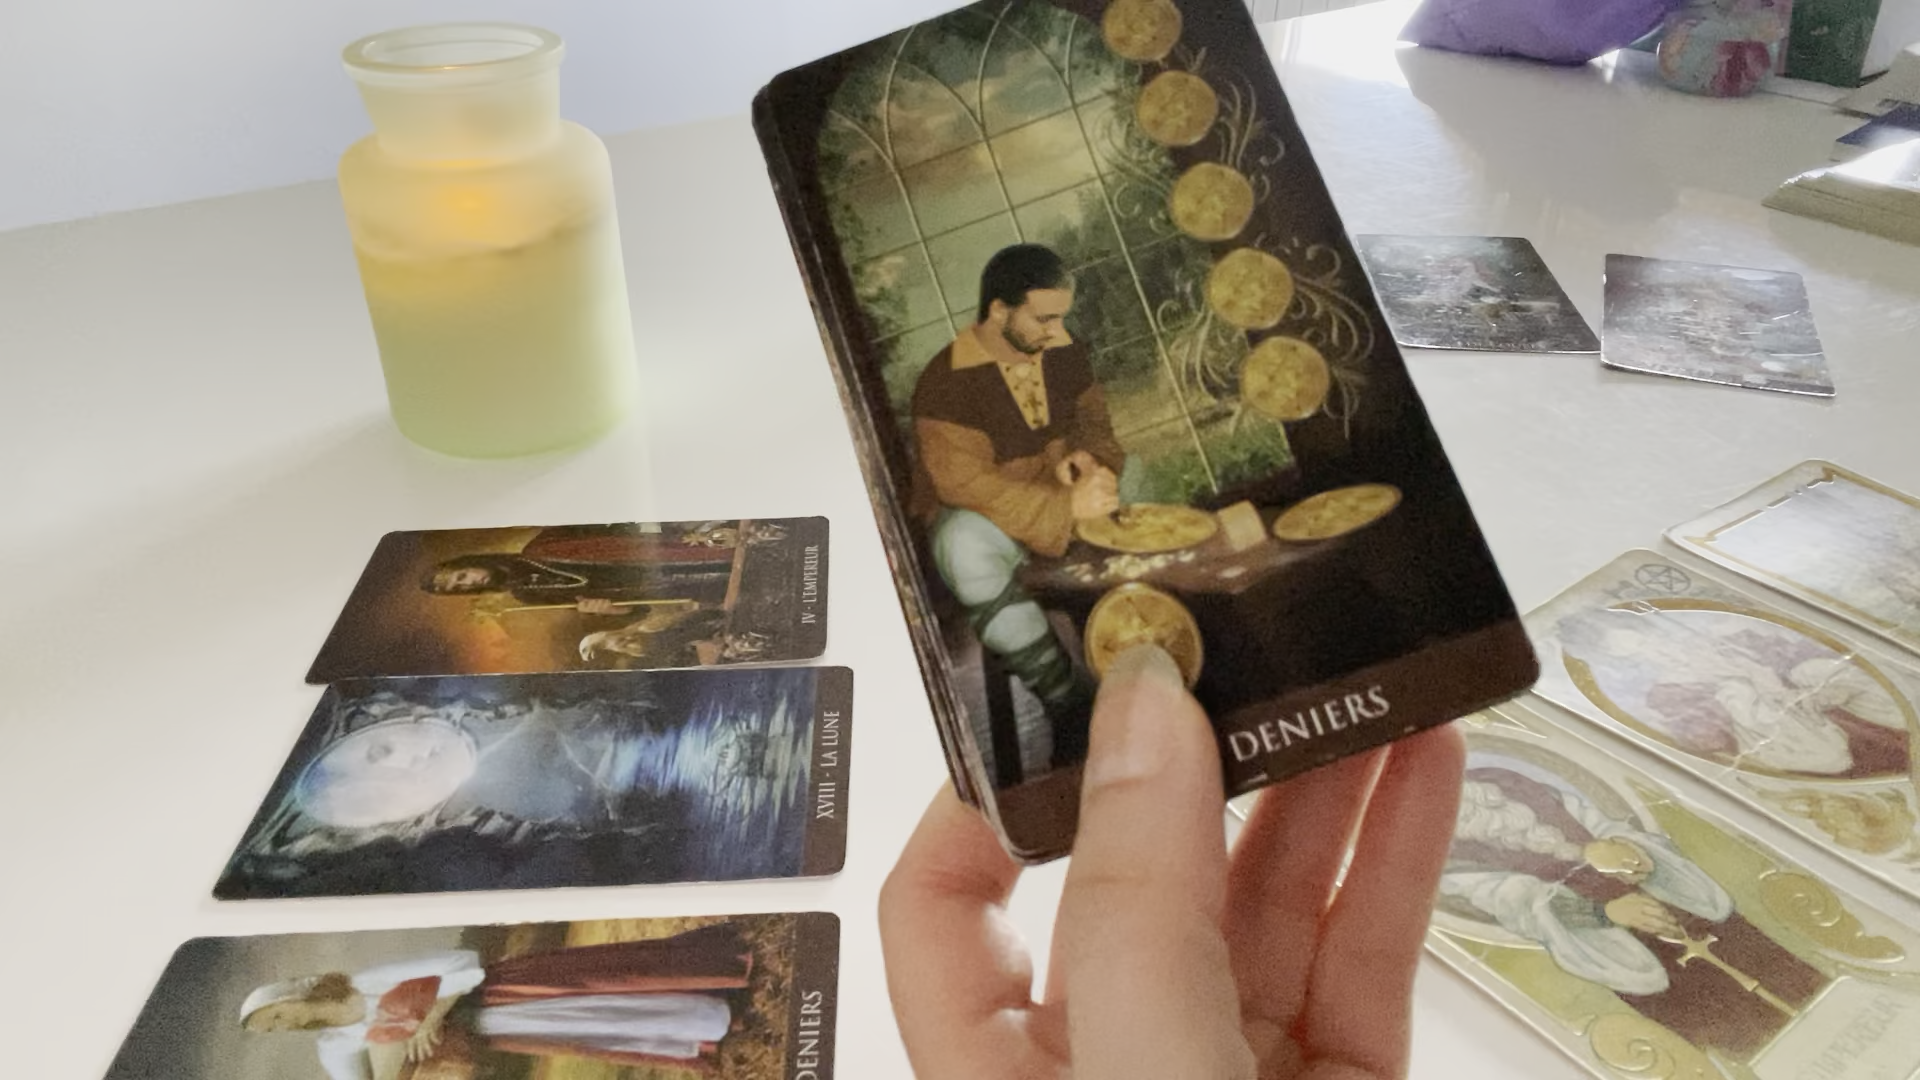 IV - L'EMPEREUR
XVIII - LA LUNE
DENIERS
DENIERS